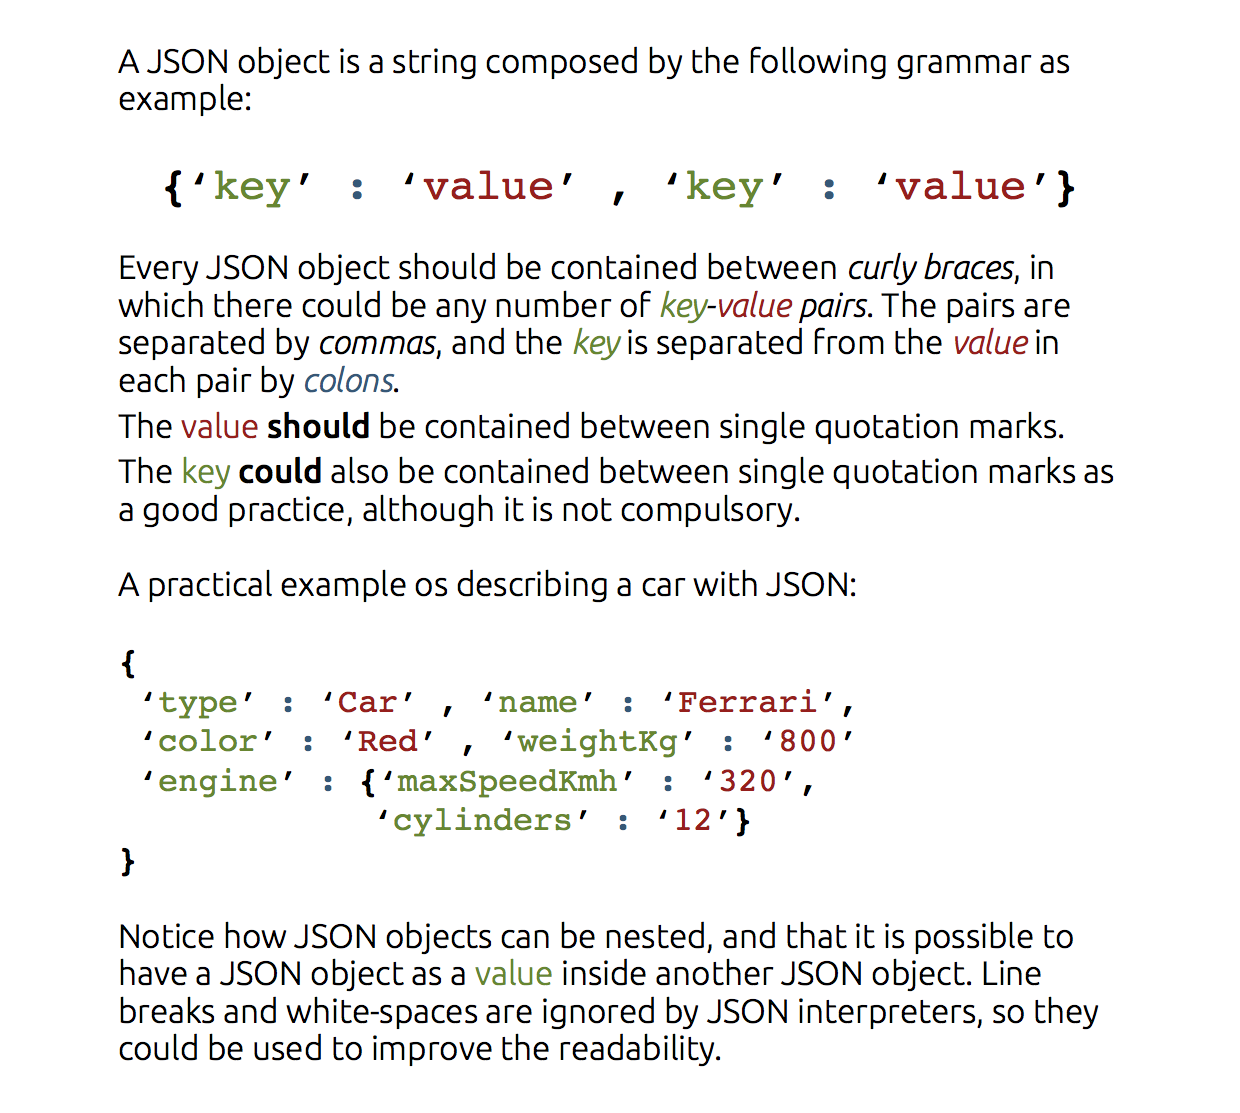 A JSON object is a string composed by the following grammar as
example:
{‘key’ : ‘value’ , ‘key’ : ‘value’}
Every JSON object should be contained between curly braces, in
which there could be any number of key-value pairs. The pairs are
separated by commas, and the key is separated from the value in
each pair by colons.
The value should be contained between single quotation marks.
The key could also be contained between single quotation marks as
a good practice, although it is not compulsory.
A practical example os describing a car with JSON:
{
‘type’ : ‘Car’ , ‘name’ : ‘Ferrari’,
‘color’ : ‘Red’ , ‘weightKg’ : ‘800’
‘engine’ : {‘maxSpeedKmh’ : ‘320’,
‘cylinders’ : ‘12’}
}
Notice how JSON objects can be nested, and that it is possible to
have a JSON object as a value inside another JSON object. Line
breaks and white-spaces are ignored by JSON interpreters, so they
could be used to improve the readability.